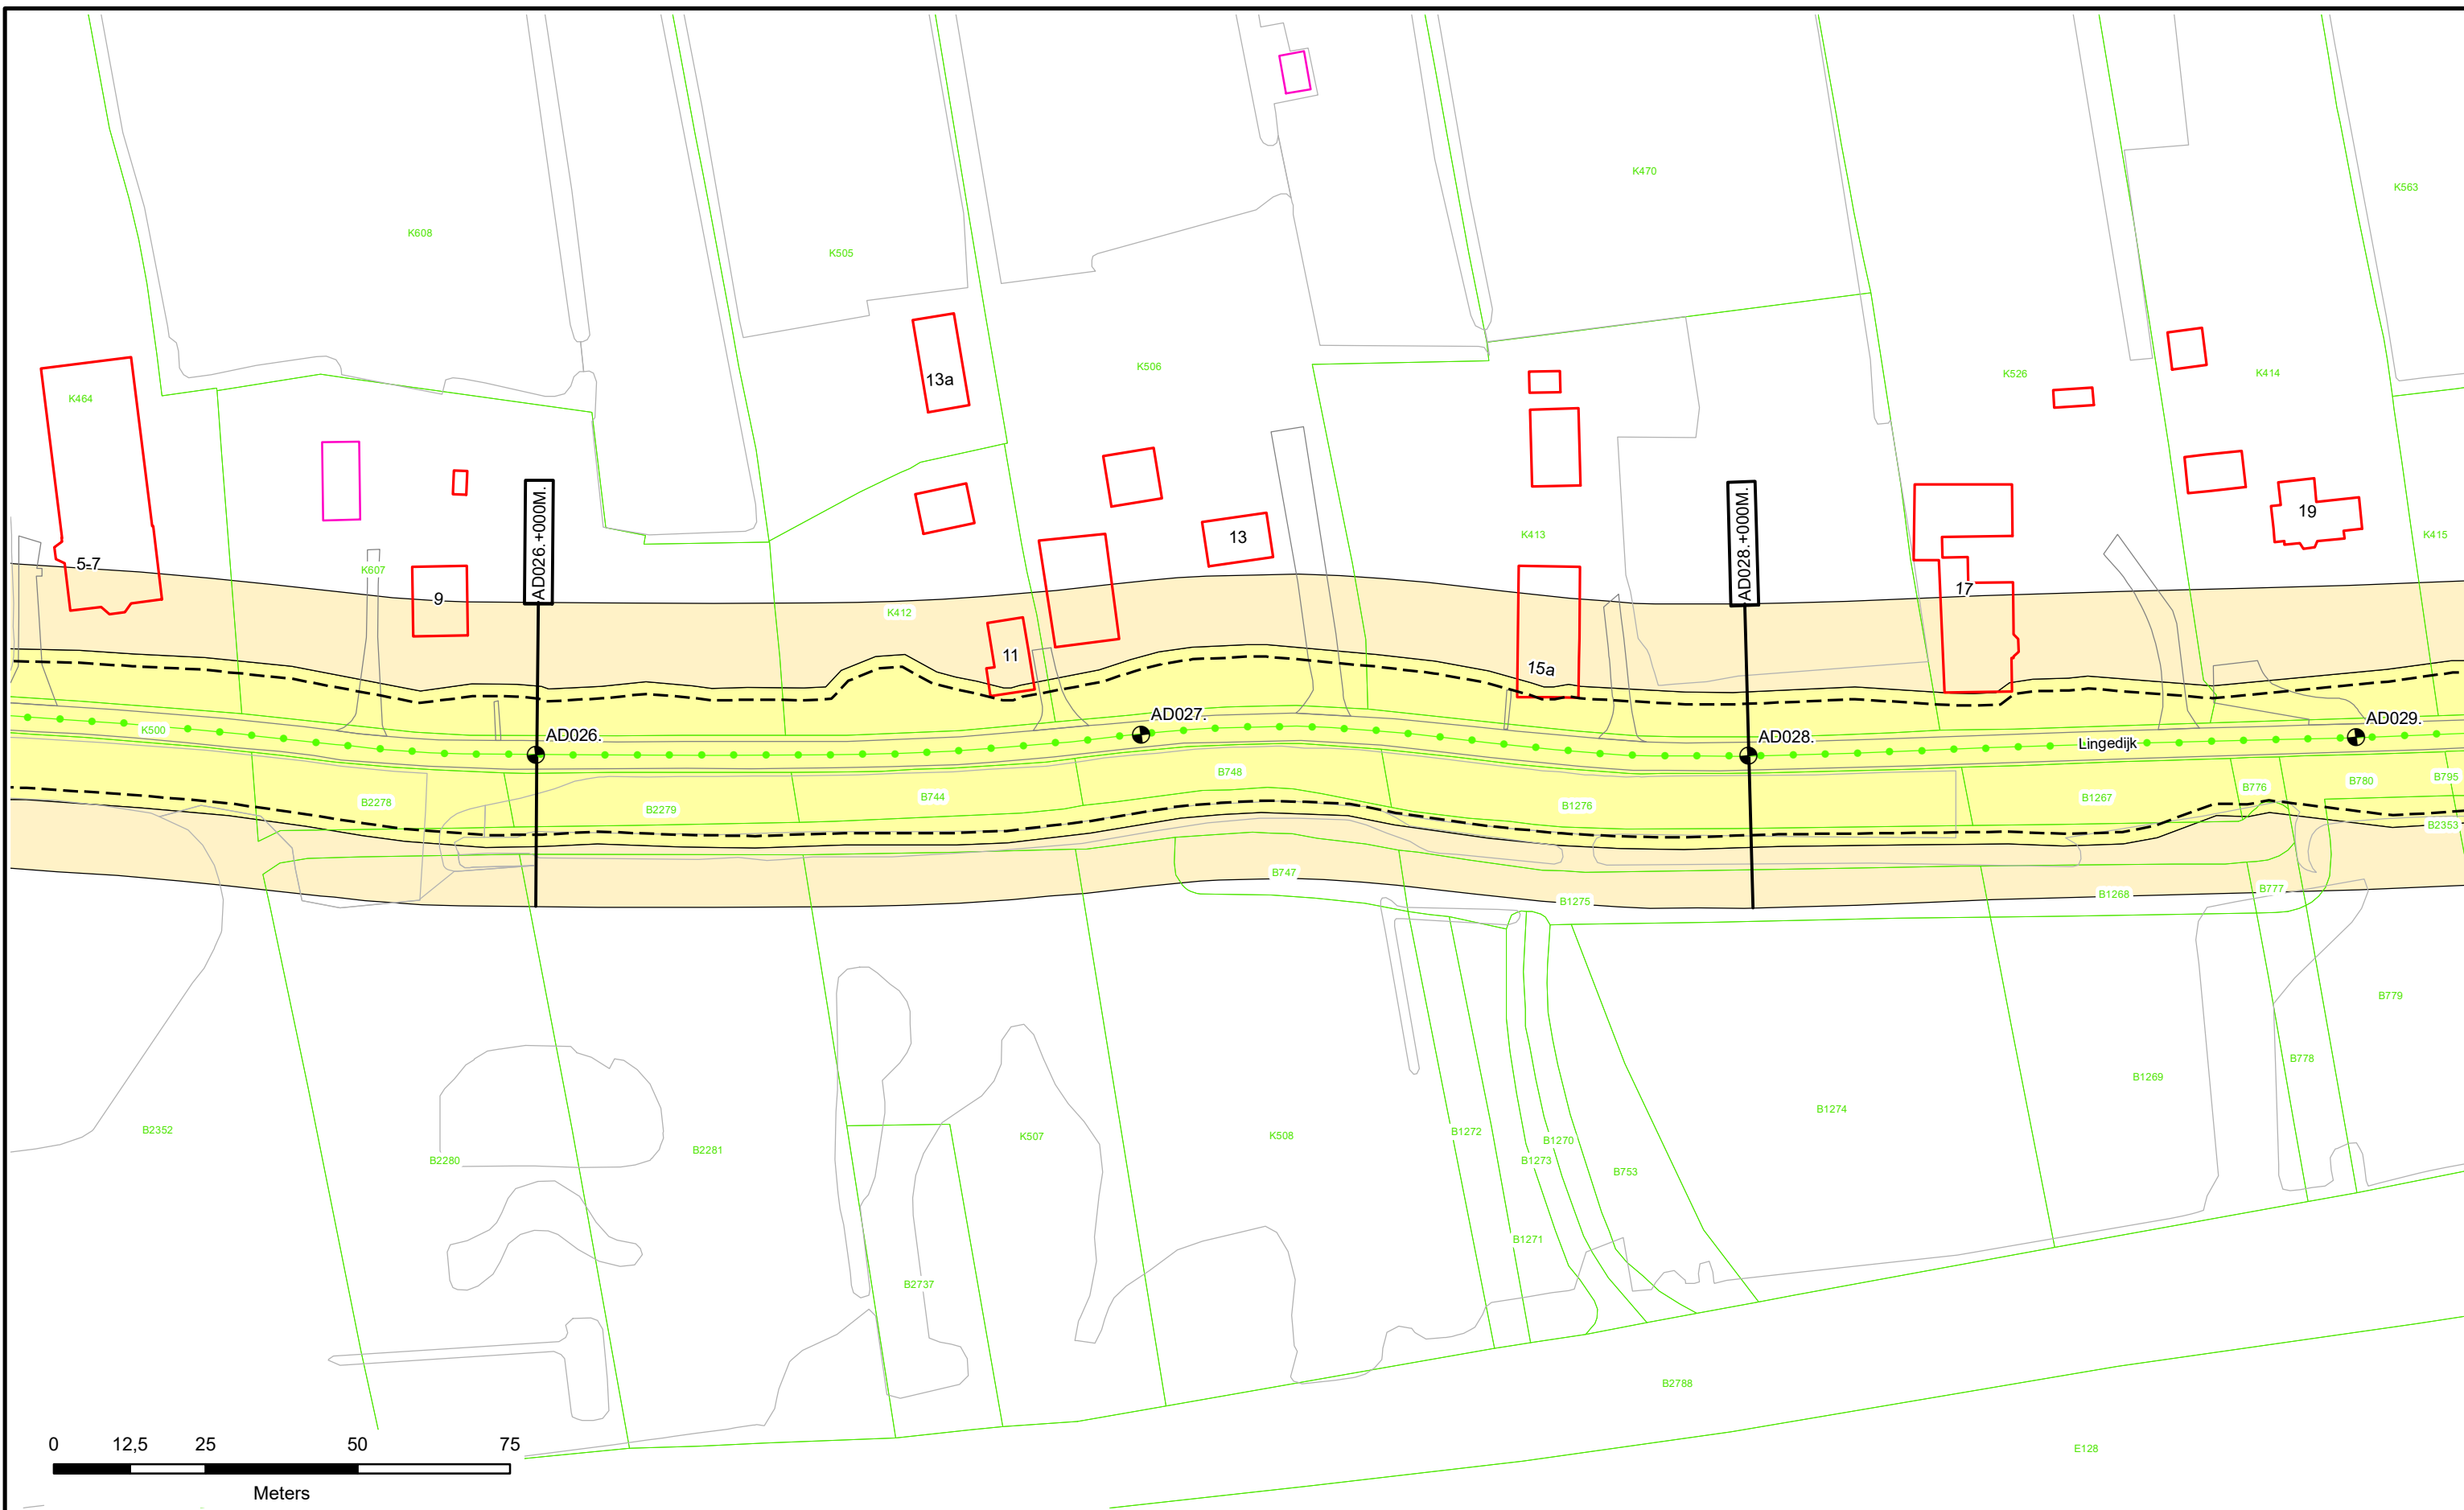 K470
K563
K608
K505
K506
K526
K414
13a
K464
AD026.+000M.
AD028.+000M.
19
13
K413
K415
5-7
K607
9
17
K412
11
15a
AD027.
AD029.
K500
AD026.
AD028.
Lingedijk
B748
B776
B780
B795
B2278
B2279
B744
B1276
B1267
B2353
B747
B1275
B1268
B777
B779
B778
B1269
B1274
B2352
B2280
B2281
K507
K508
B1272
B1270
B1273
B753
B1271
B2737
B2788
E128
0 12,5 25 50 75
Meters